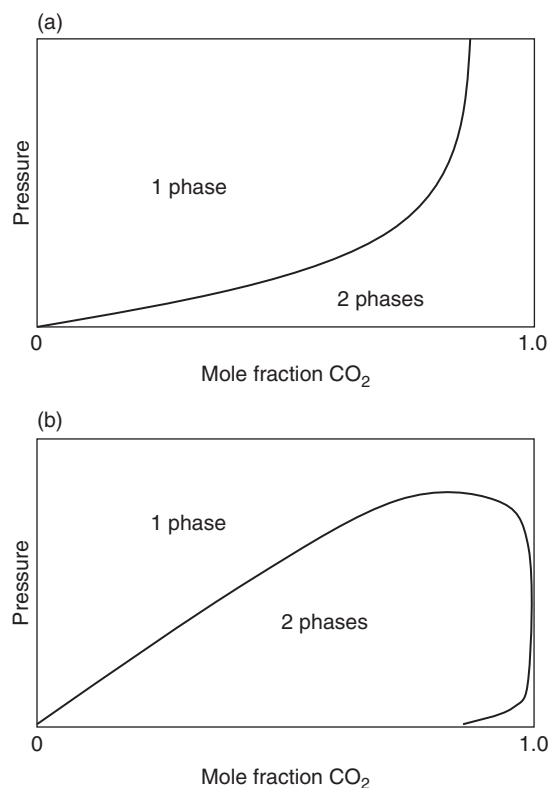 (a)
Pressure
1 phase
2 phases
0
1.0
Mole fraction CO₂
(b)
Pressure
1 phase
2 phases
0
1.0
Mole fraction CO₂